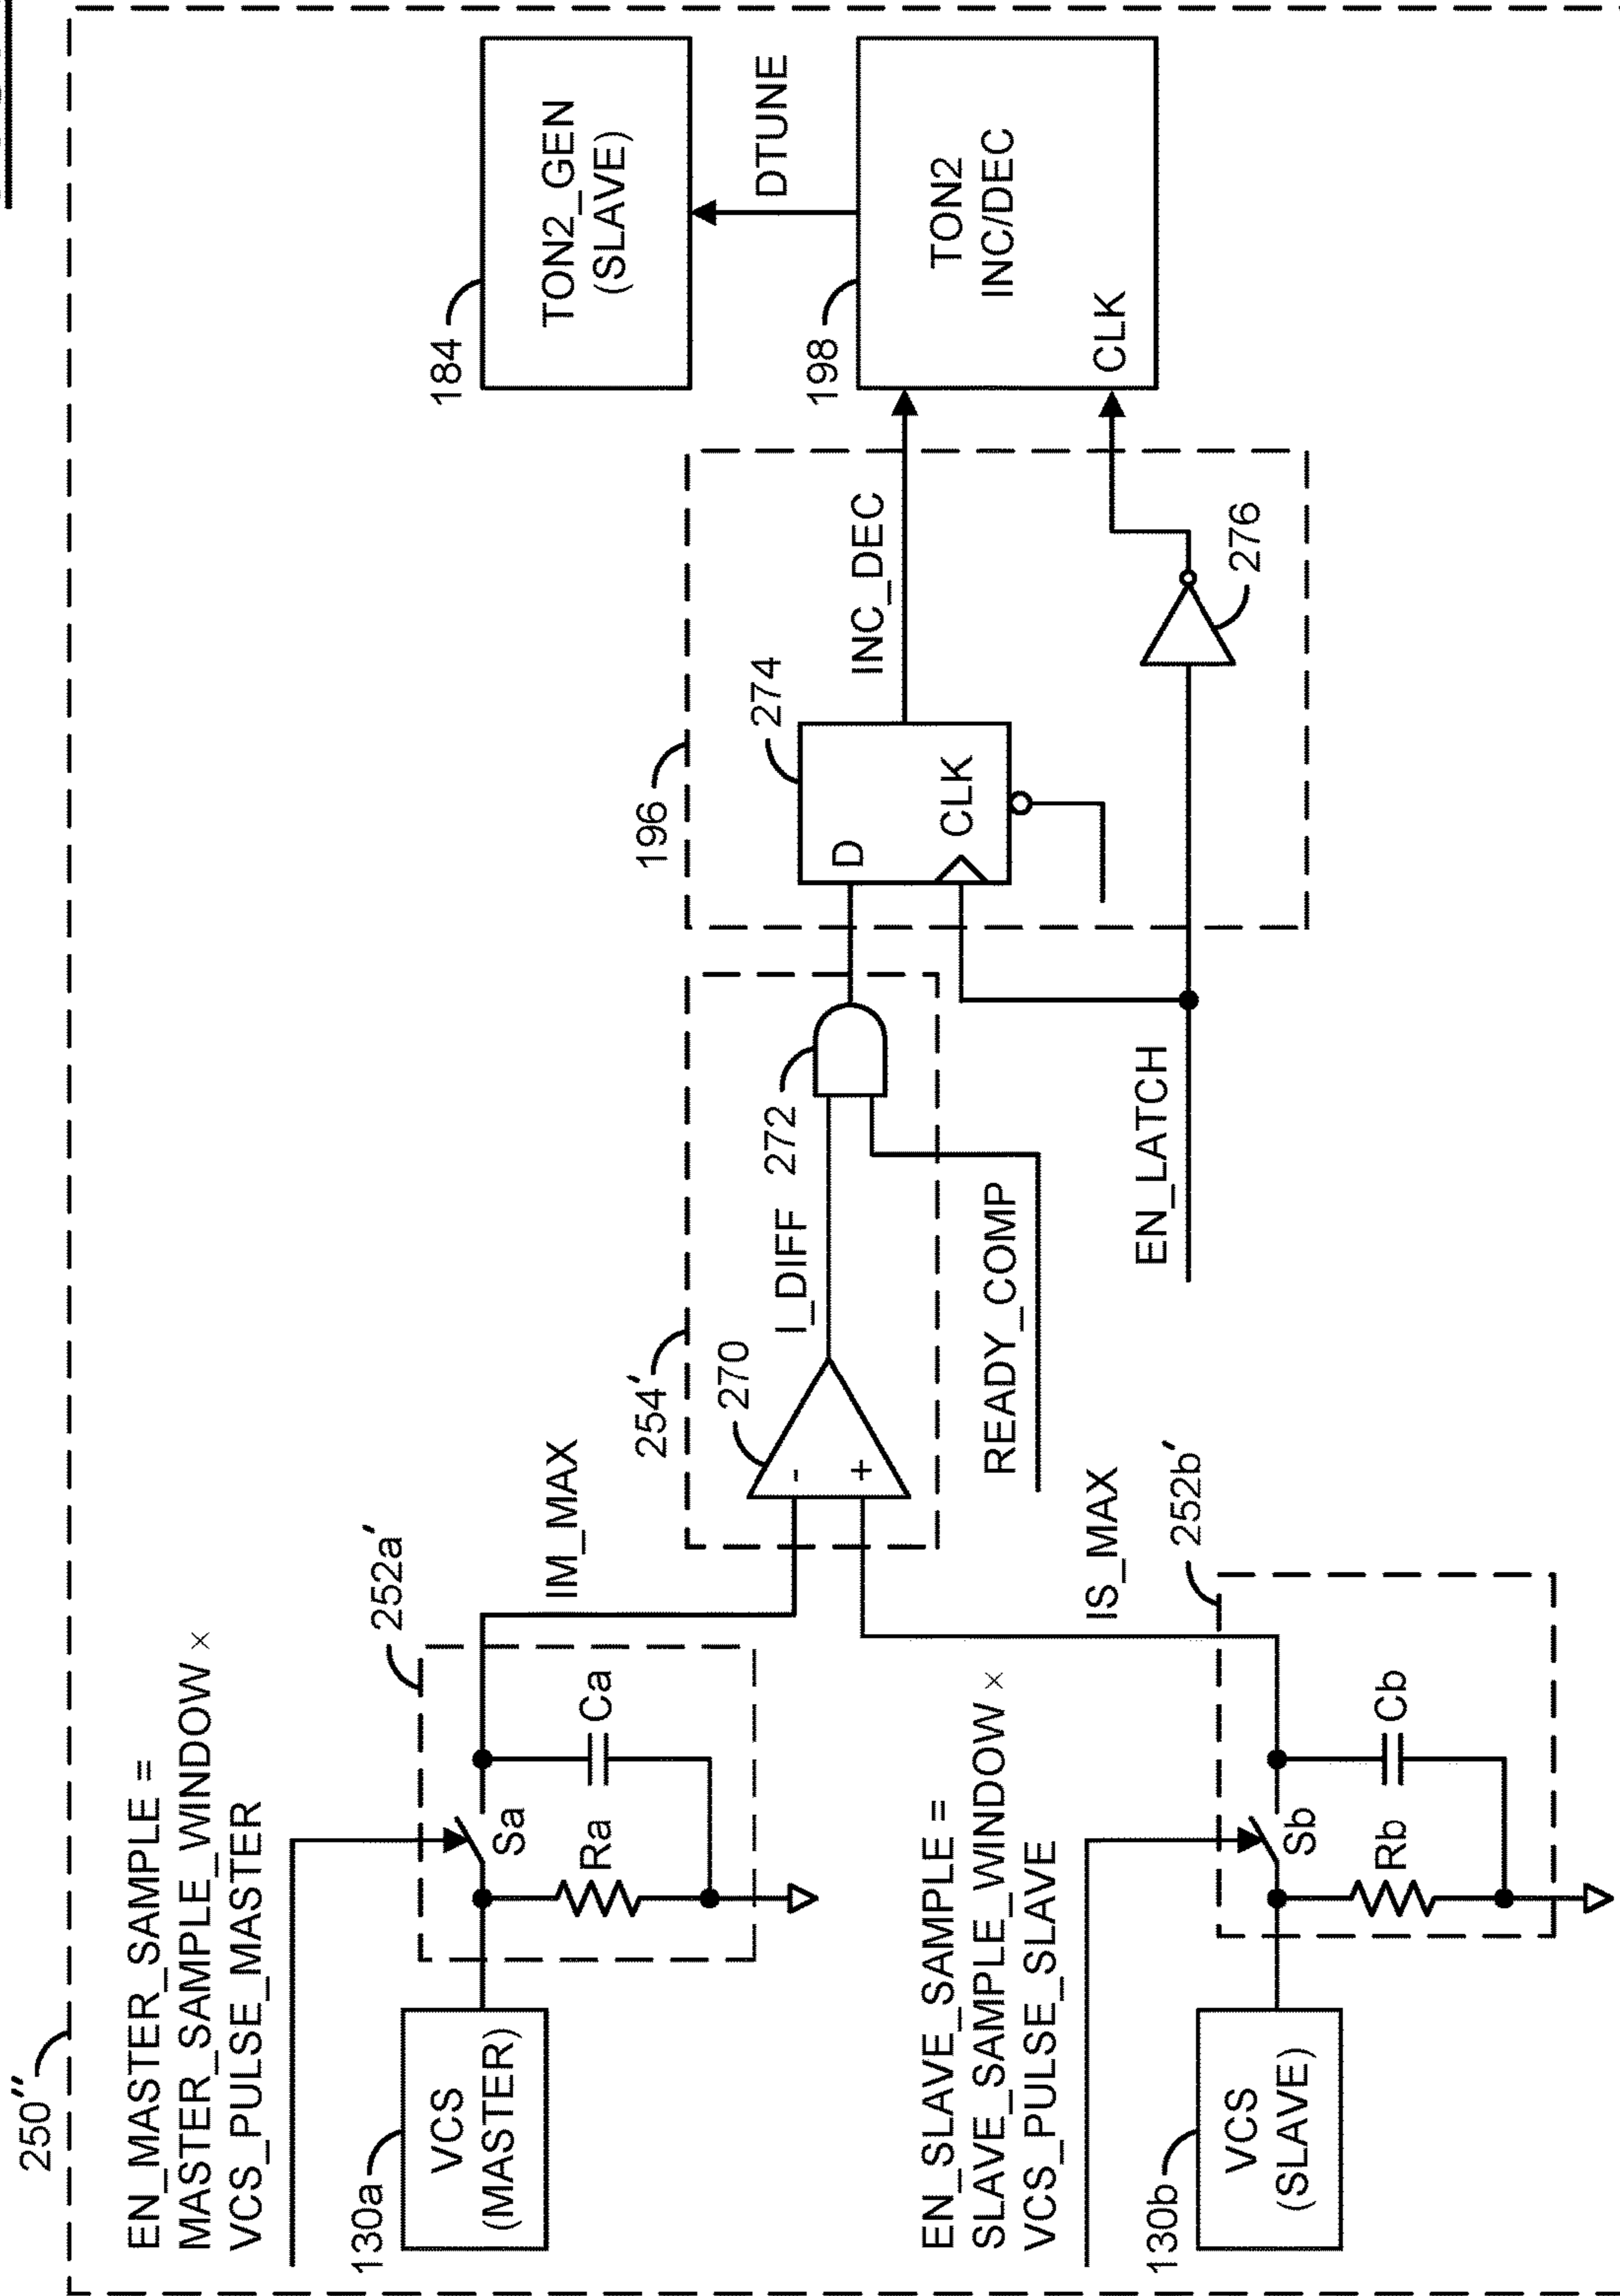 250''
EN_MASTER_SAMPLE =
MASTER_SAMPLE_WINDOW ×
VCS_PULSE_MASTER
130a
VCS
(MASTER)
252a'
Sa
Ra
Ca
IM_MAX
EN_SLAVE_SAMPLE =
SLAVE_SAMPLE_WINDOW ×
VCS_PULSE_SLAVE
130b
VCS
(SLAVE)
252b'
Sb
Rb
Cb
IS_MAX
254'
270
-
+
I_DIFF
272
READY_COMP
EN_LATCH
196
274
D
CLK
INC_DEC
276
184
TON2_GEN
(SLAVE)
DTUNE
198
TON2
INC/DEC
CLK